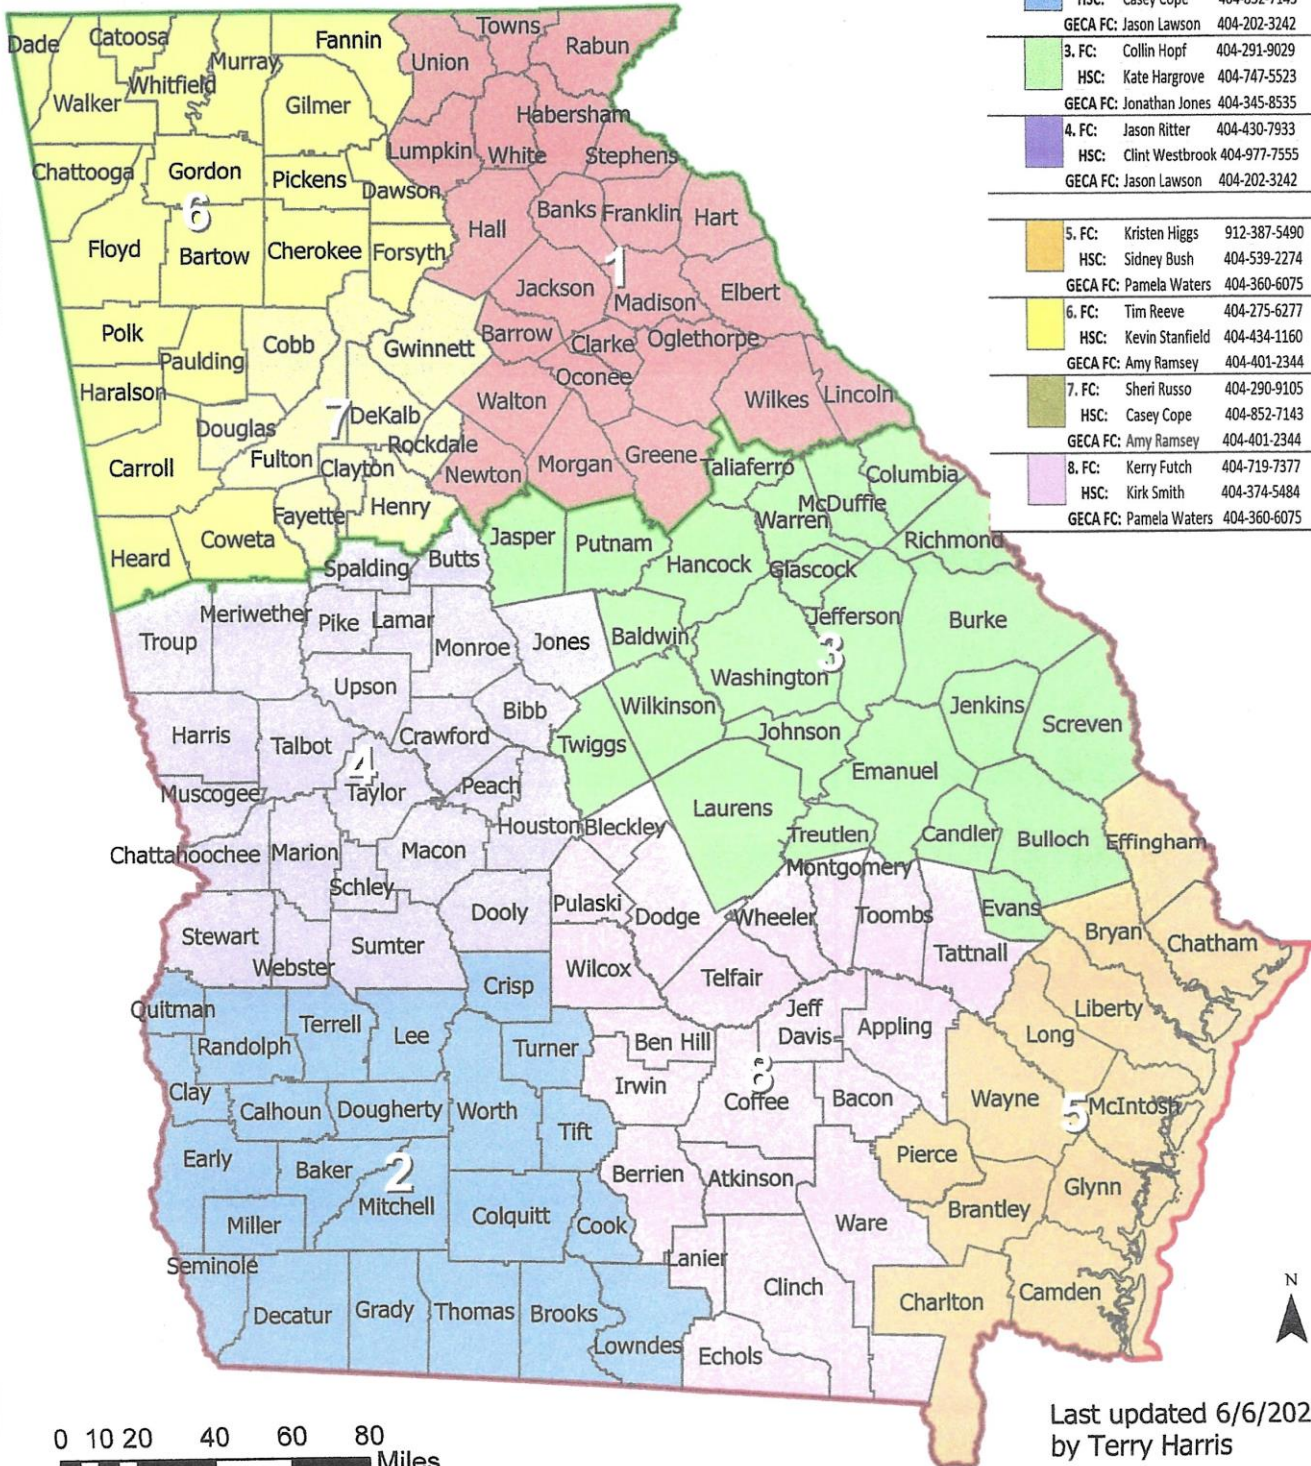 HSC: Casey Cope 404-852-7143
GECA FC: Jason Lawson 404-202-3242
3. FC: Collin Hopf 404-291-9029
HSC: Kate Hargrove 404-747-5523
GECA FC: Jonathan Jones 404-345-8535
4. FC: Jason Ritter 404-430-7933
HSC: Clint Westbrook 404-977-7555
GECA FC: Jason Lawson 404-202-3242
5. FC: Kristen Higgs 912-387-5490
HSC: Sidney Bush 404-539-2274
GECA FC: Pamela Waters 404-360-6075
6. FC: Tim Reeve 404-275-6277
HSC: Kevin Stanfield 404-434-1160
GECA FC: Amy Ramsey 404-401-2344
7. FC: Sheri Russo 404-290-9105
HSC: Casey Cope 404-852-7143
GECA FC: Amy Ramsey 404-401-2344
8. FC: Kerry Futch 404-719-7377
HSC: Kirk Smith 404-374-5484
GECA FC: Pamela Waters 404-360-6075
Dade
Catoosa
Fannin
Towns
Rabun
Union
Murray
Whitfield
Walker
Gilmer
Habersham
Lumpkin
White
Stephens
Chattooga
Gordon
Pickens
Dawson
6
Banks
Franklin
Hart
Hall
Floyd
Bartow
Cherokee
Forsyth
1
Jackson
Madison
Elbert
Polk
Paulding
Cobb
Gwinnett
Barrow
Clarke
Oglethorpe
Oconee
Haralson
Walton
Wilkes
Lincoln
Douglas
7
DeKalb
Rockdale
Carroll
Fulton
Clayton
Newton
Morgan
Greene
Taliaferro
Columbia
Henry
McDuffie
Fayette
Warren
Heard
Coweta
Jasper
Putnam
Richmond
Spalding
Butts
Hancock
Glascock
Troup
Meriwether
Pike
Lamar
Monroe
Jones
Baldwin
Jefferson
Burke
3
Washington
Upson
Bibb
Wilkinson
Jenkins
Screven
Harris
Talbot
Crawford
Twiggs
Johnson
4
Taylor
Peach
Emanuel
Muscogee
Laurens
Houston
Bleckley
Treutlen
Candler
Bulloch
Effingham
Chattahoochee
Marion
Macon
Montgomery
Schley
Dooly
Pulaski
Dodge
Wheeler
Toombs
Evans
Stewart
Sumter
Bryan
Chatham
Webster
Wilcox
Telfair
Tattnall
Crisp
Quitman
Liberty
Terrell
Lee
Jeff
Davis
Appling
Long
Randolph
Turner
Ben Hill
Irwin
8
Coffee
Bacon
Wayne
5
McIntosh
Clay
Calhoun
Dougherty
Worth
Tift
Early
Baker
2
Mitchell
Berrien
Atkinson
Pierce
Glynn
Miller
Colquitt
Cook
Ware
Brantley
Seminole
Lanier
Clinch
Decatur
Grady
Thomas
Brooks
Lowndes
Echols
Charlton
Camden
N
Last updated 6/6/202
by Terry Harris
0 10 20 40 60 80
Miles